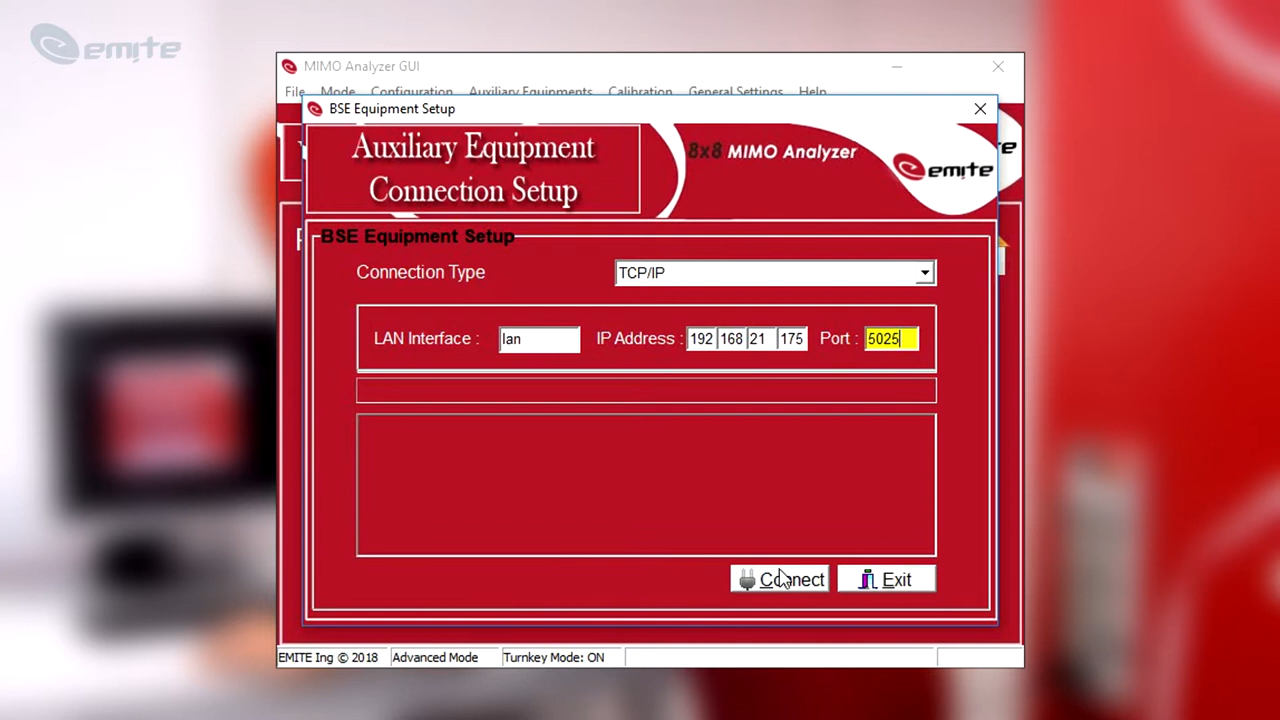 emite
MIMO Analyzer GUI
File Mode Configuration Auxiliary Equipments Calibration General Settings Help
BSE Equipment Setup
Auxiliary Equipment
Connection Setup
8x8 MIMO Analyzer
emite
BSE Equipment Setup
Connection Type TCP/IP
LAN Interface : lan IP Address : 192 168 21 175 Port : 5025
Connect Exit
EMITE Ing © 2018 Advanced Mode Turnkey Mode: ON